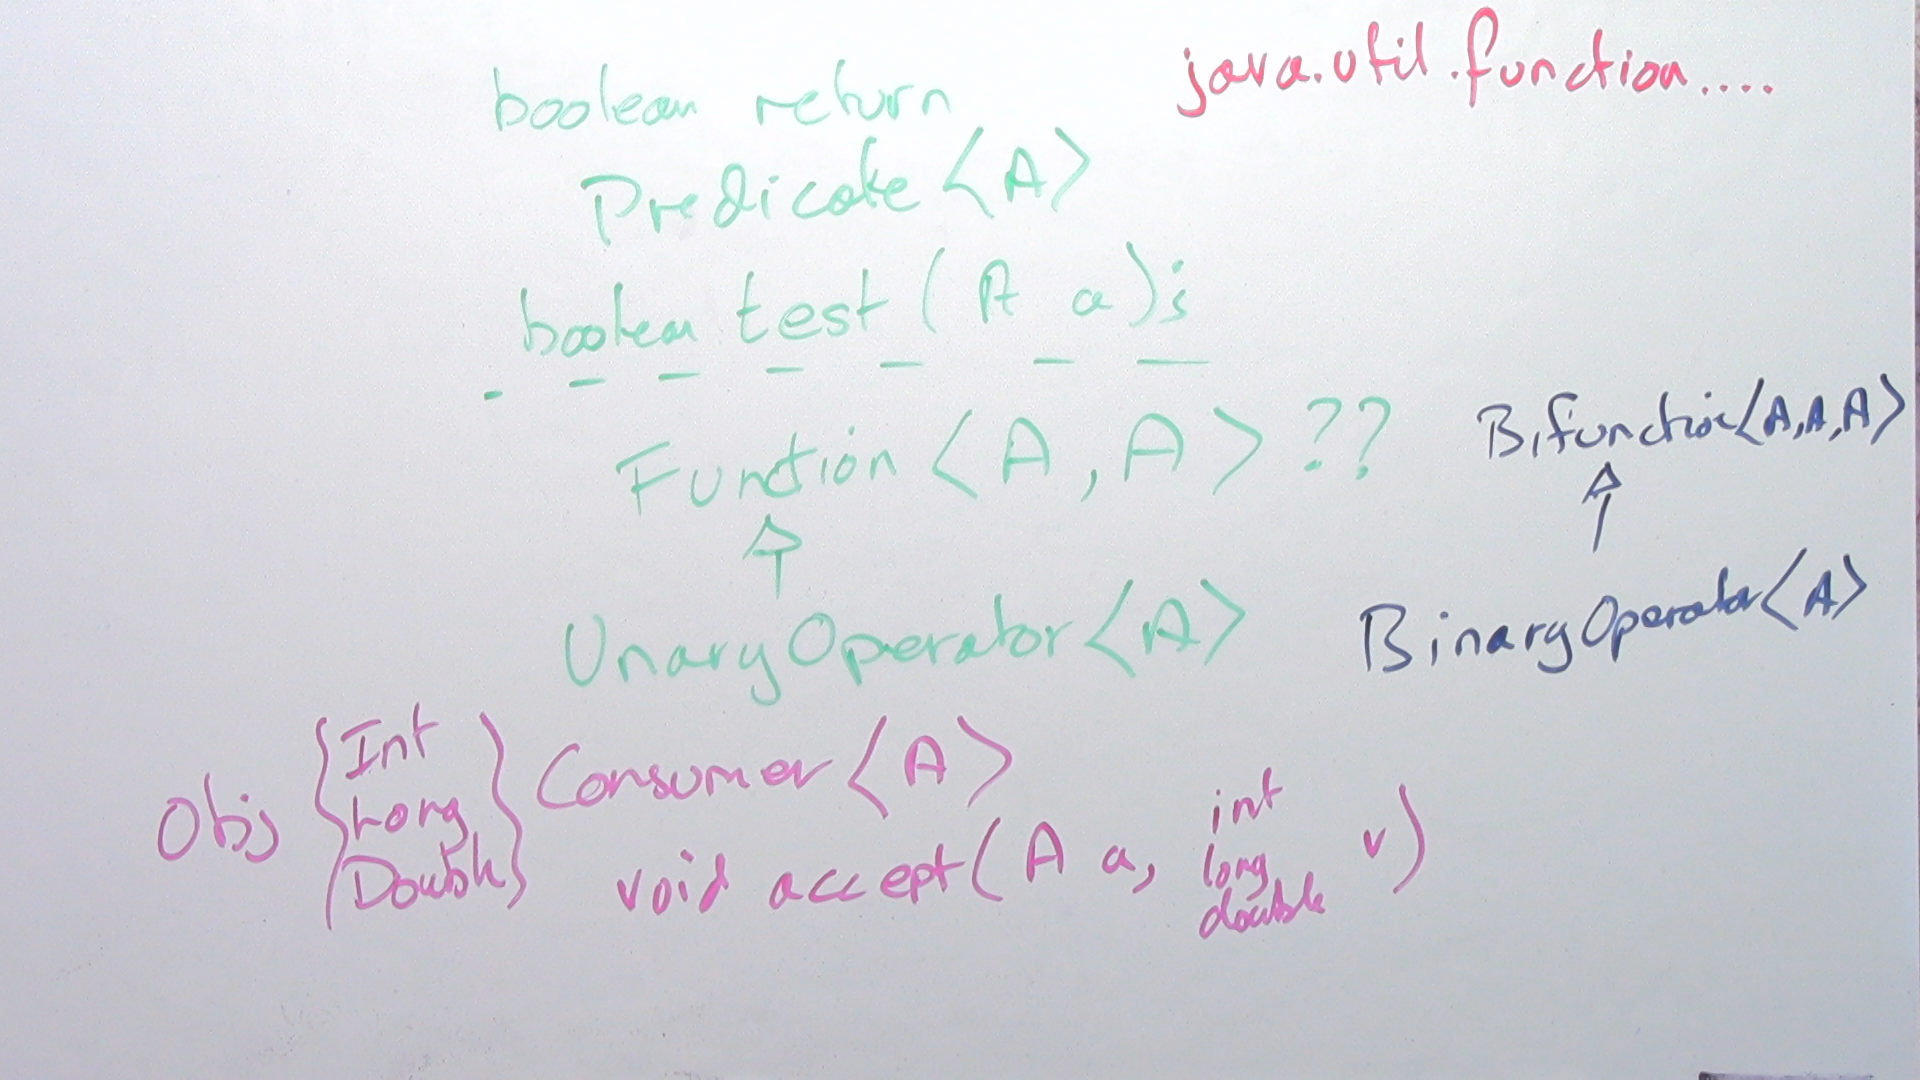 java.util.function....
boolean return
Predicate <A>
boolean test ( A a );
Function < A , A > ??
Bifunction<A,A,A>
UnaryOperator <A>
BinaryOperator <A>
Obj { Int Long Double } Consumer <A>
void accept( A a, int long double v )